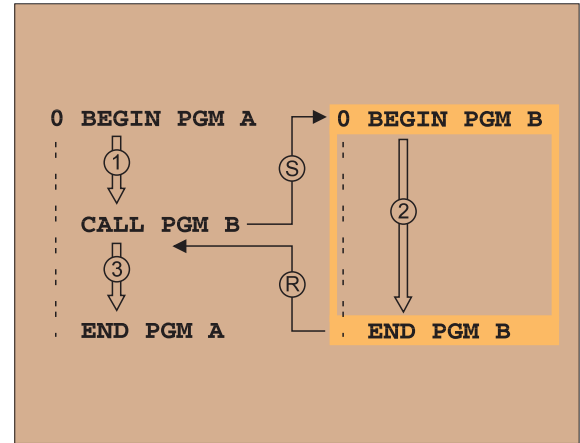 0 BEGIN PGM A
1
CALL PGM B
3
END PGM A
S
R
0 BEGIN PGM B
2
END PGM B